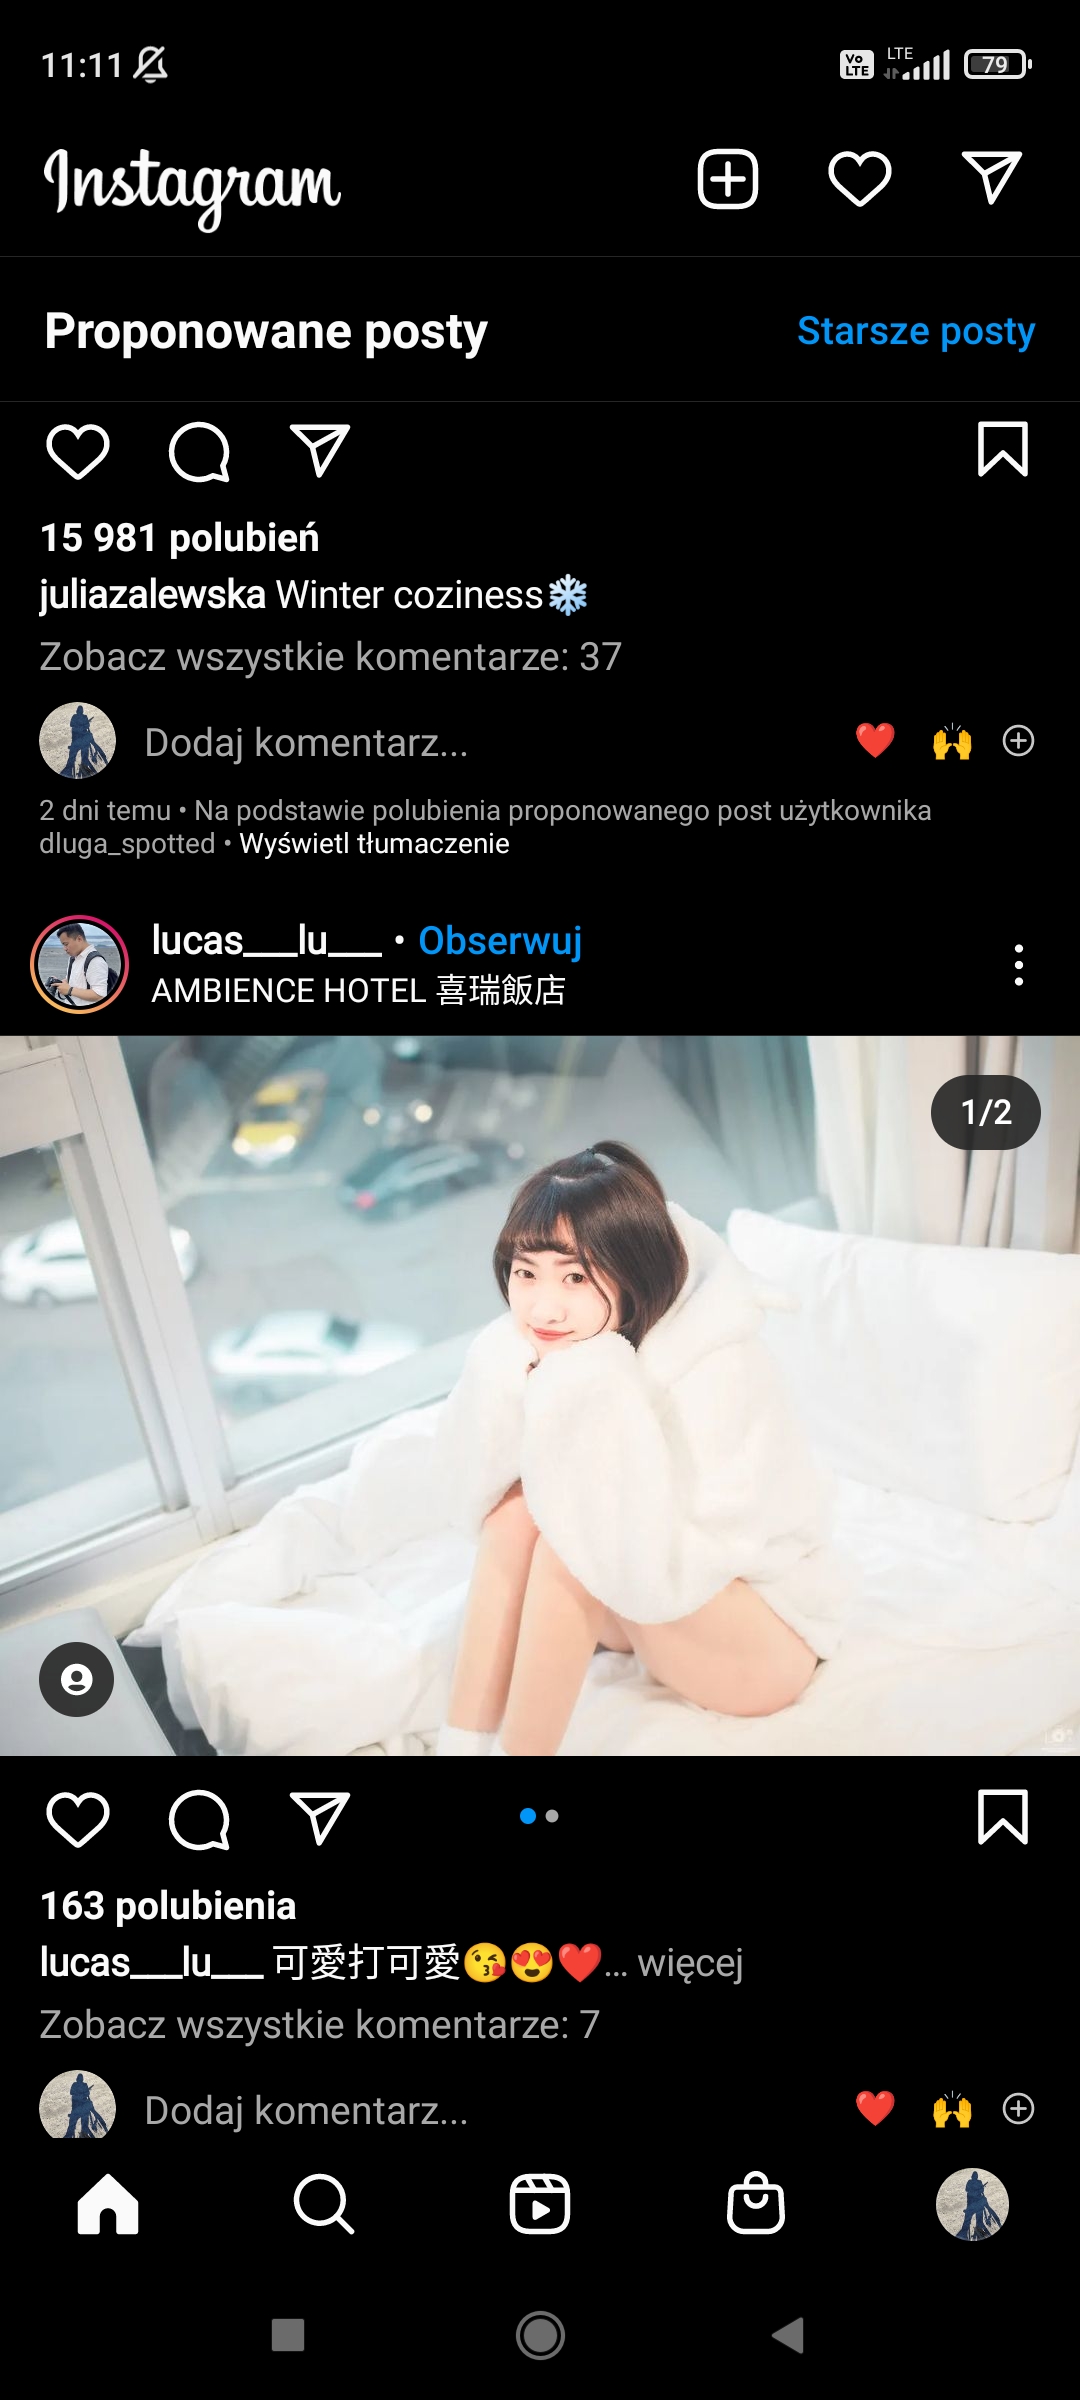 11:11
Vo LTE
LTE
79
Instagram
Proponowane posty
Starsze posty
15 981 polubień
juliazalewska Winter coziness❄️
Zobacz wszystkie komentarze: 37
Dodaj komentarz...
❤️ 🙌
2 dni temu • Na podstawie polubienia proponowanego post użytkownika
dluga_spotted • Wyświetl tłumaczenie
lucas___lu___ • Obserwuj
AMBIENCE HOTEL 喜瑞飯店
1/2
163 polubienia
lucas___lu___ 可愛打可愛😘😍❤️... więcej
Zobacz wszystkie komentarze: 7
Dodaj komentarz...
❤️ 🙌